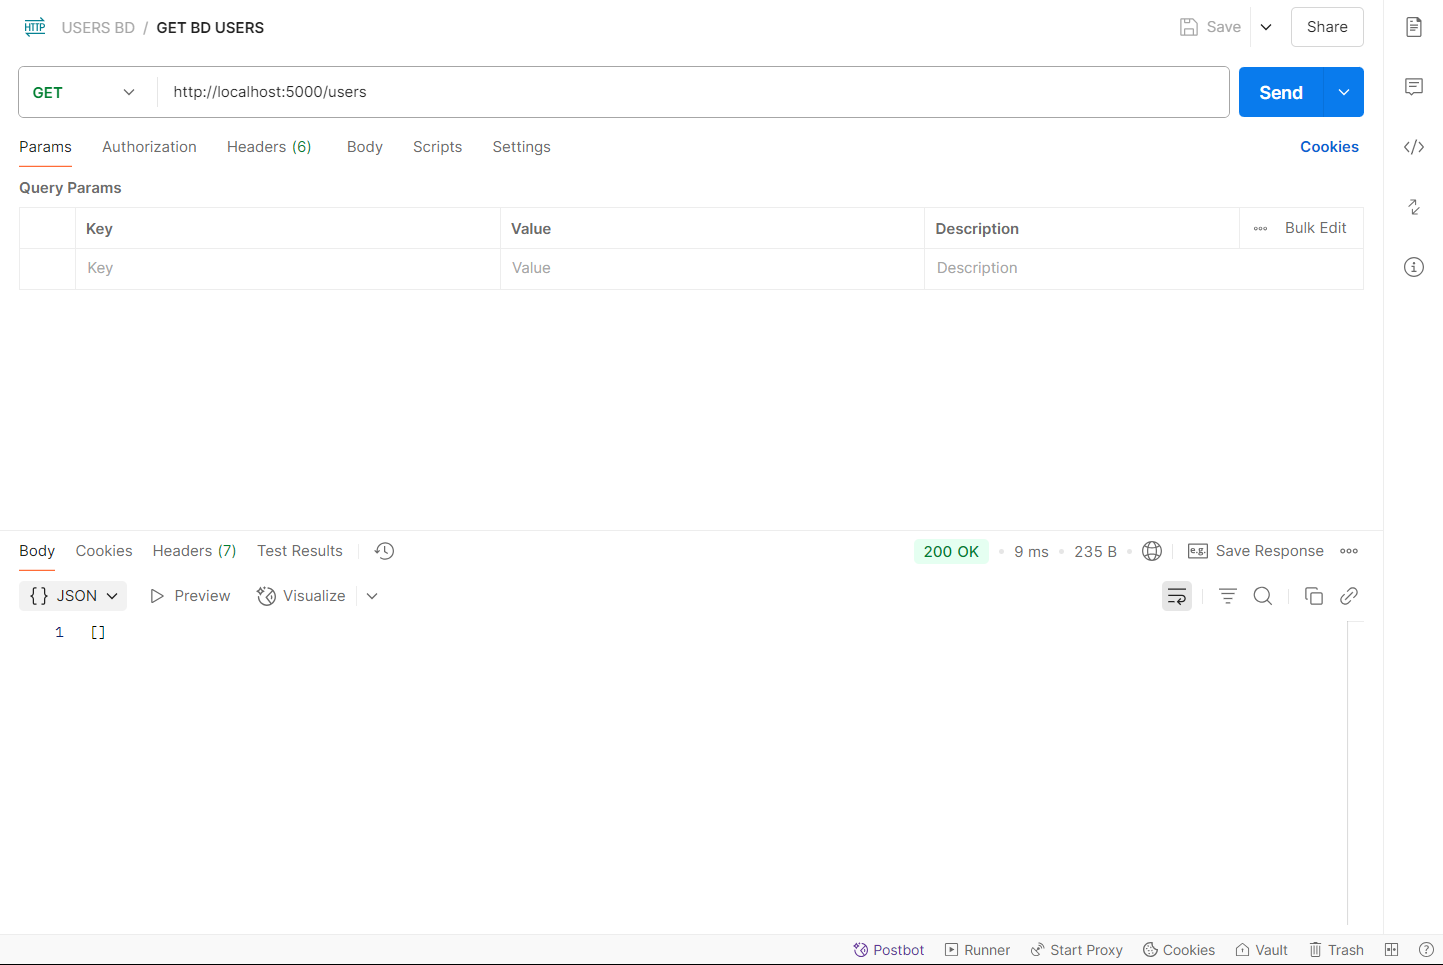 HTTP USERS BD / GET BD USERS Save Share
GET http://localhost:5000/users Send
Params Authorization Headers (6) Body Scripts Settings Cookies
Query Params
Key Value Description Bulk Edit
Key Value Description
Body Cookies Headers (7) Test Results 200 OK 9 ms 235 B e.g. Save Response
{} JSON Preview Visualize
1 []
Postbot Runner Start Proxy Cookies Vault Trash